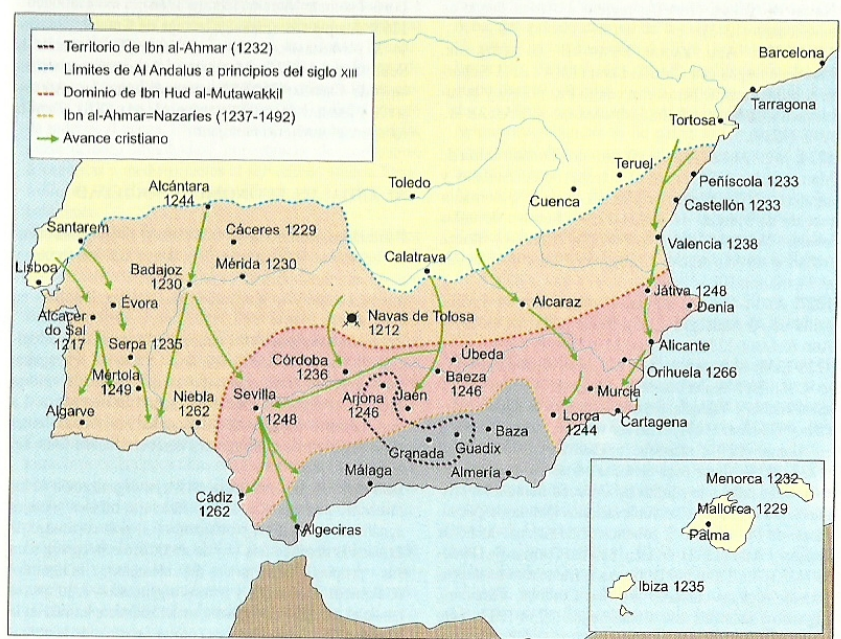 Territorio de Ibn al-Ahmar (1232)
Límites de Al Andalus a principios del siglo XIII
Dominio de Ibn Hud al-Mutawakkil
Ibn al-Ahmar=Nazaríes (1237-1492)
Avance cristiano
Barcelona
Tarragona
Tortosa
Teruel
Peñíscola 1233
Toledo
Cuenca
Castellón 1233
Alcántara
1244
Santarem
Cáceres 1229
Valencia 1238
Lisboa
Badajoz
1230
Mérida 1230
Calatrava
Játiva 1248
Denia
Évora
Alcaraz
Alcacer
do Sal
1217
Navas de Tolosa
1212
Serpa 1235
Alicante
Córdoba
1236
Úbeda
Orihuela 1266
Mértola
1249
Baeza
1246
Niebla
1262
Sevilla
1248
Arjona
1246
Jaén
Murcia
Algarve
Lorca
1244
Cartagena
Baza
Granada
Guadix
Málaga
Almería
Cádiz
1262
Algeciras
Menorca 1232
Mallorca 1229
Palma
Ibiza 1235